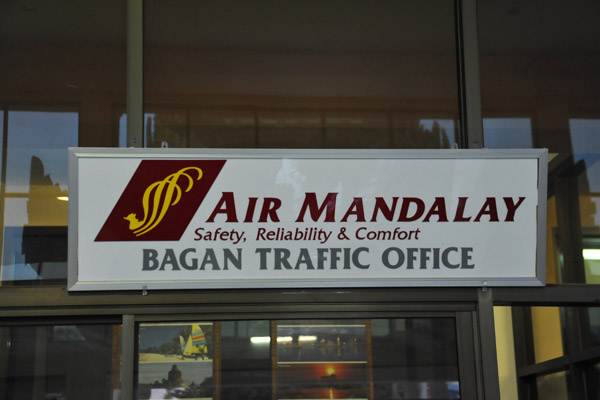 AIR MANDALAY
Safety, Reliability & Comfort
BAGAN TRAFFIC OFFICE